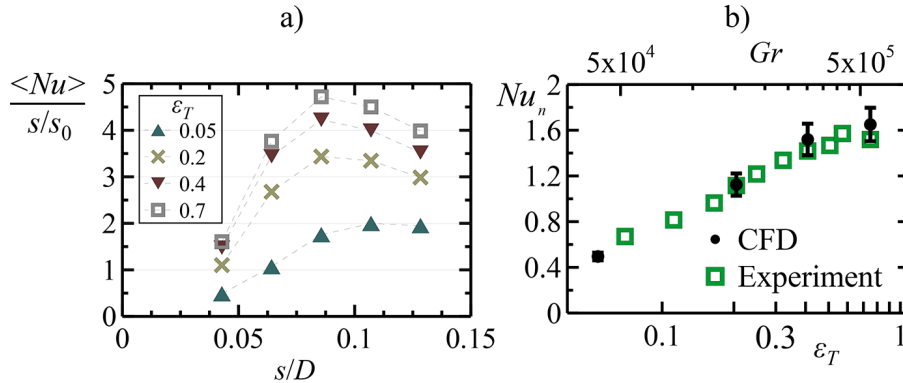 a)
<Nu>
s/s0
5
4
3
2
1
0
εT
0.05
0.2
0.4
0.7
0 0.05 0.1 0.15
s/D
b)
Gr
5x10^4 5x10^5
Nun
2
1.6
1.2
0.8
0.4
0
CFD
Experiment
0.1 0.3 1
εT